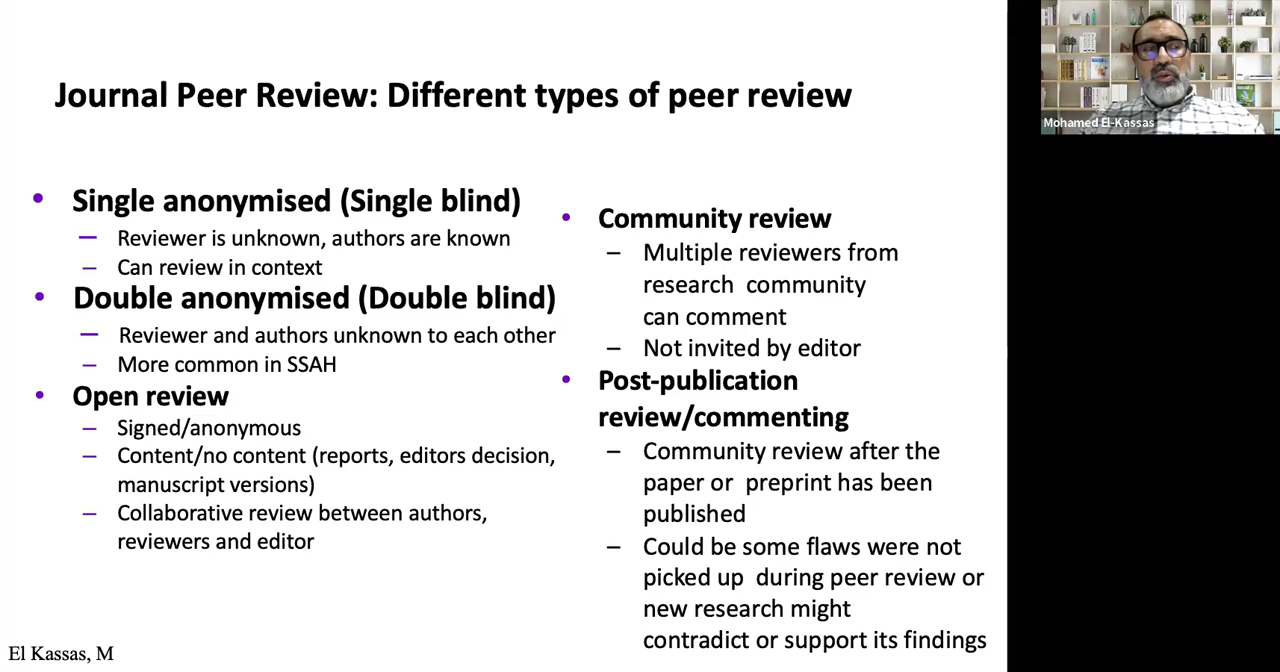 Journal Peer Review: Different types of peer review
• Single anonymised (Single blind)
— Reviewer is unknown, authors are known
– Can review in context
• Double anonymised (Double blind)
— Reviewer and authors unknown to each other
– More common in SSAH
• Open review
– Signed/anonymous
– Content/no content (reports, editors decision,
manuscript versions)
– Collaborative review between authors,
reviewers and editor
• Community review
– Multiple reviewers from
research community
can comment
– Not invited by editor
• Post-publication
review/commenting
– Community review after the
paper or preprint has been
published
– Could be some flaws were not
picked up during peer review or
new research might
contradict or support its findings
El Kassas, M
Mohamed El-Kassas